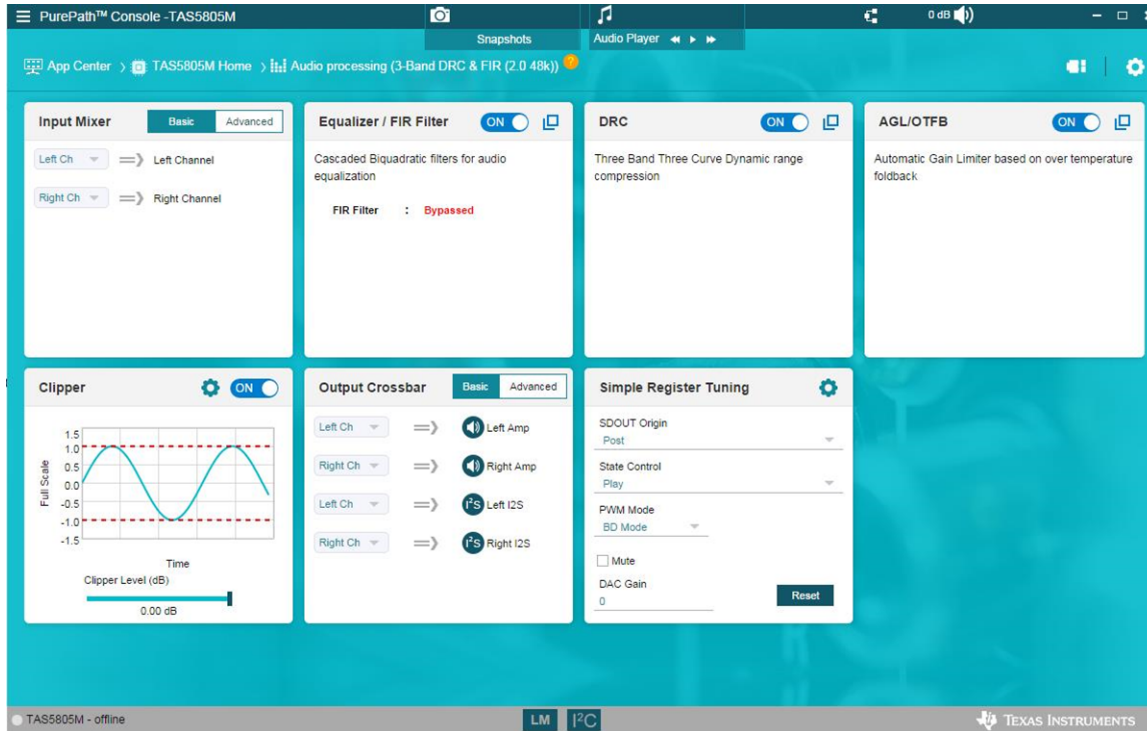 PurePath™ Console -TAS5805M
0 dB
Snapshots
Audio Player
App Center > TAS5805M Home > Audio processing (3-Band DRC & FIR (2.0 48k)) ?
Input Mixer
Basic
Advanced
Left Ch
Left Channel
Right Ch
Right Channel
Equalizer / FIR Filter
ON
Cascaded Biquadratic filters for audio
equalization
FIR Filter : Bypassed
DRC
ON
Three Band Three Curve Dynamic range
compression
AGL/OTFB
ON
Automatic Gain Limiter based on over temperature
foldback
Clipper
ON
Full Scale
1.5
1.0
0.5
0.0
-0.5
-1.0
-1.5
Time
Clipper Level (dB)
0.00 dB
Output Crossbar
Basic
Advanced
Left Ch
Left Amp
Right Ch
Right Amp
Left Ch
I²S Left I2S
Right Ch
I²S Right I2S
Simple Register Tuning
SDOUT Origin
Post
State Control
Play
PWM Mode
BD Mode
Mute
DAC Gain
0
Reset
TAS5805M - offline
LM
I²C
TEXAS INSTRUMENTS